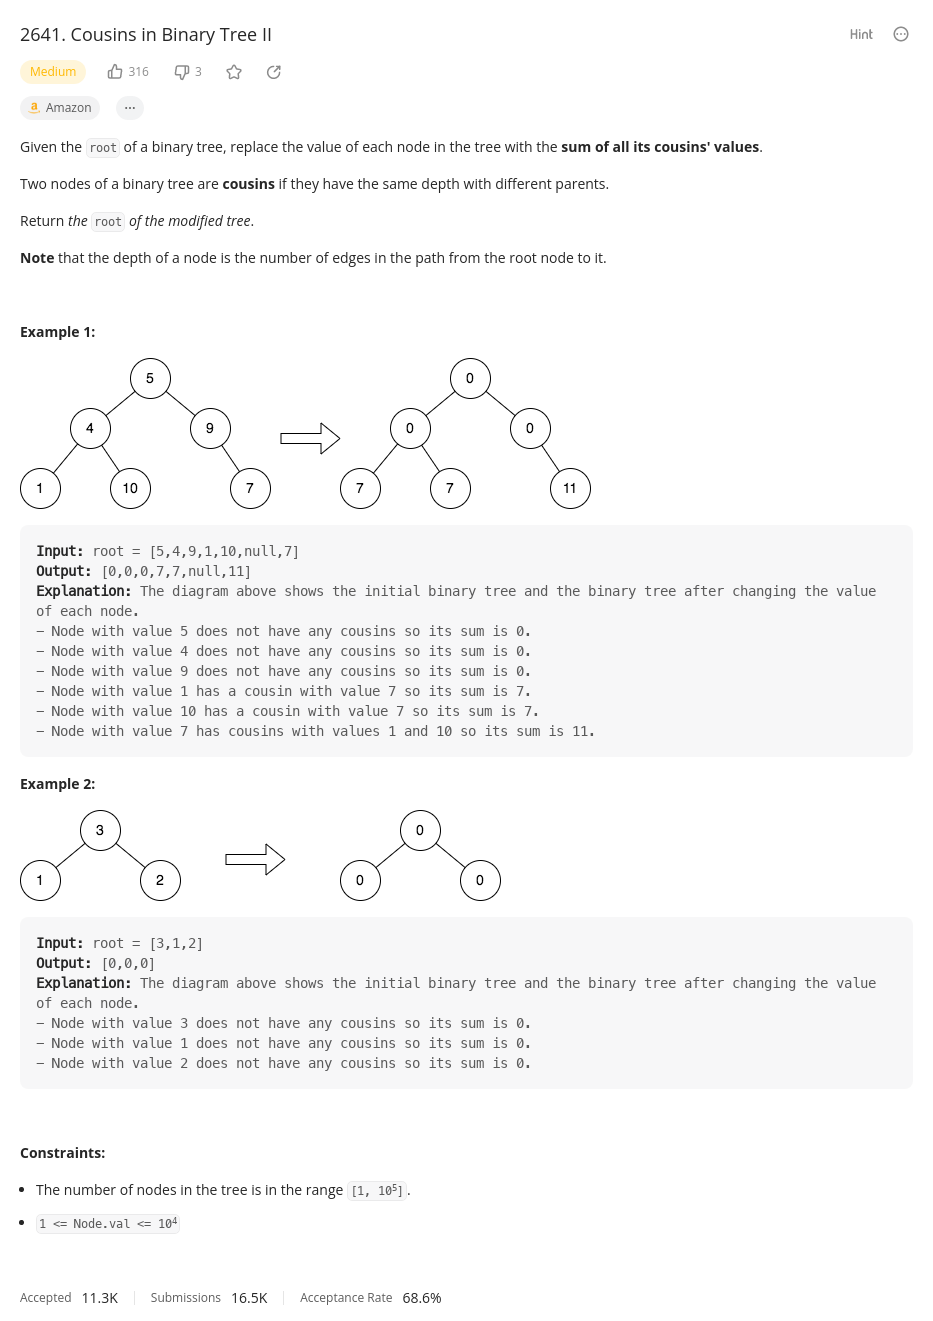 2641. Cousins in Binary Tree II
Hint
Medium 316 3
a Amazon ...
Given the root of a binary tree, replace the value of each node in the tree with the sum of all its cousins' values.
Two nodes of a binary tree are cousins if they have the same depth with different parents.
Return the root of the modified tree.
Note that the depth of a node is the number of edges in the path from the root node to it.
Example 1:
5 0
4 9 0 0
1 10 7 7 7 11
Input: root = [5,4,9,1,10,null,7]
Output: [0,0,0,7,7,null,11]
Explanation: The diagram above shows the initial binary tree and the binary tree after changing the value
of each node.
– Node with value 5 does not have any cousins so its sum is 0.
– Node with value 4 does not have any cousins so its sum is 0.
– Node with value 9 does not have any cousins so its sum is 0.
– Node with value 1 has a cousin with value 7 so its sum is 7.
– Node with value 10 has a cousin with value 7 so its sum is 7.
– Node with value 7 has cousins with values 1 and 10 so its sum is 11.
Example 2:
3 0
1 2 0 0
Input: root = [3,1,2]
Output: [0,0,0]
Explanation: The diagram above shows the initial binary tree and the binary tree after changing the value
of each node.
– Node with value 3 does not have any cousins so its sum is 0.
– Node with value 1 does not have any cousins so its sum is 0.
– Node with value 2 does not have any cousins so its sum is 0.
Constraints:
• The number of nodes in the tree is in the range [1, 10⁵].
• 1 <= Node.val <= 10⁴
Accepted 11.3K Submissions 16.5K Acceptance Rate 68.6%